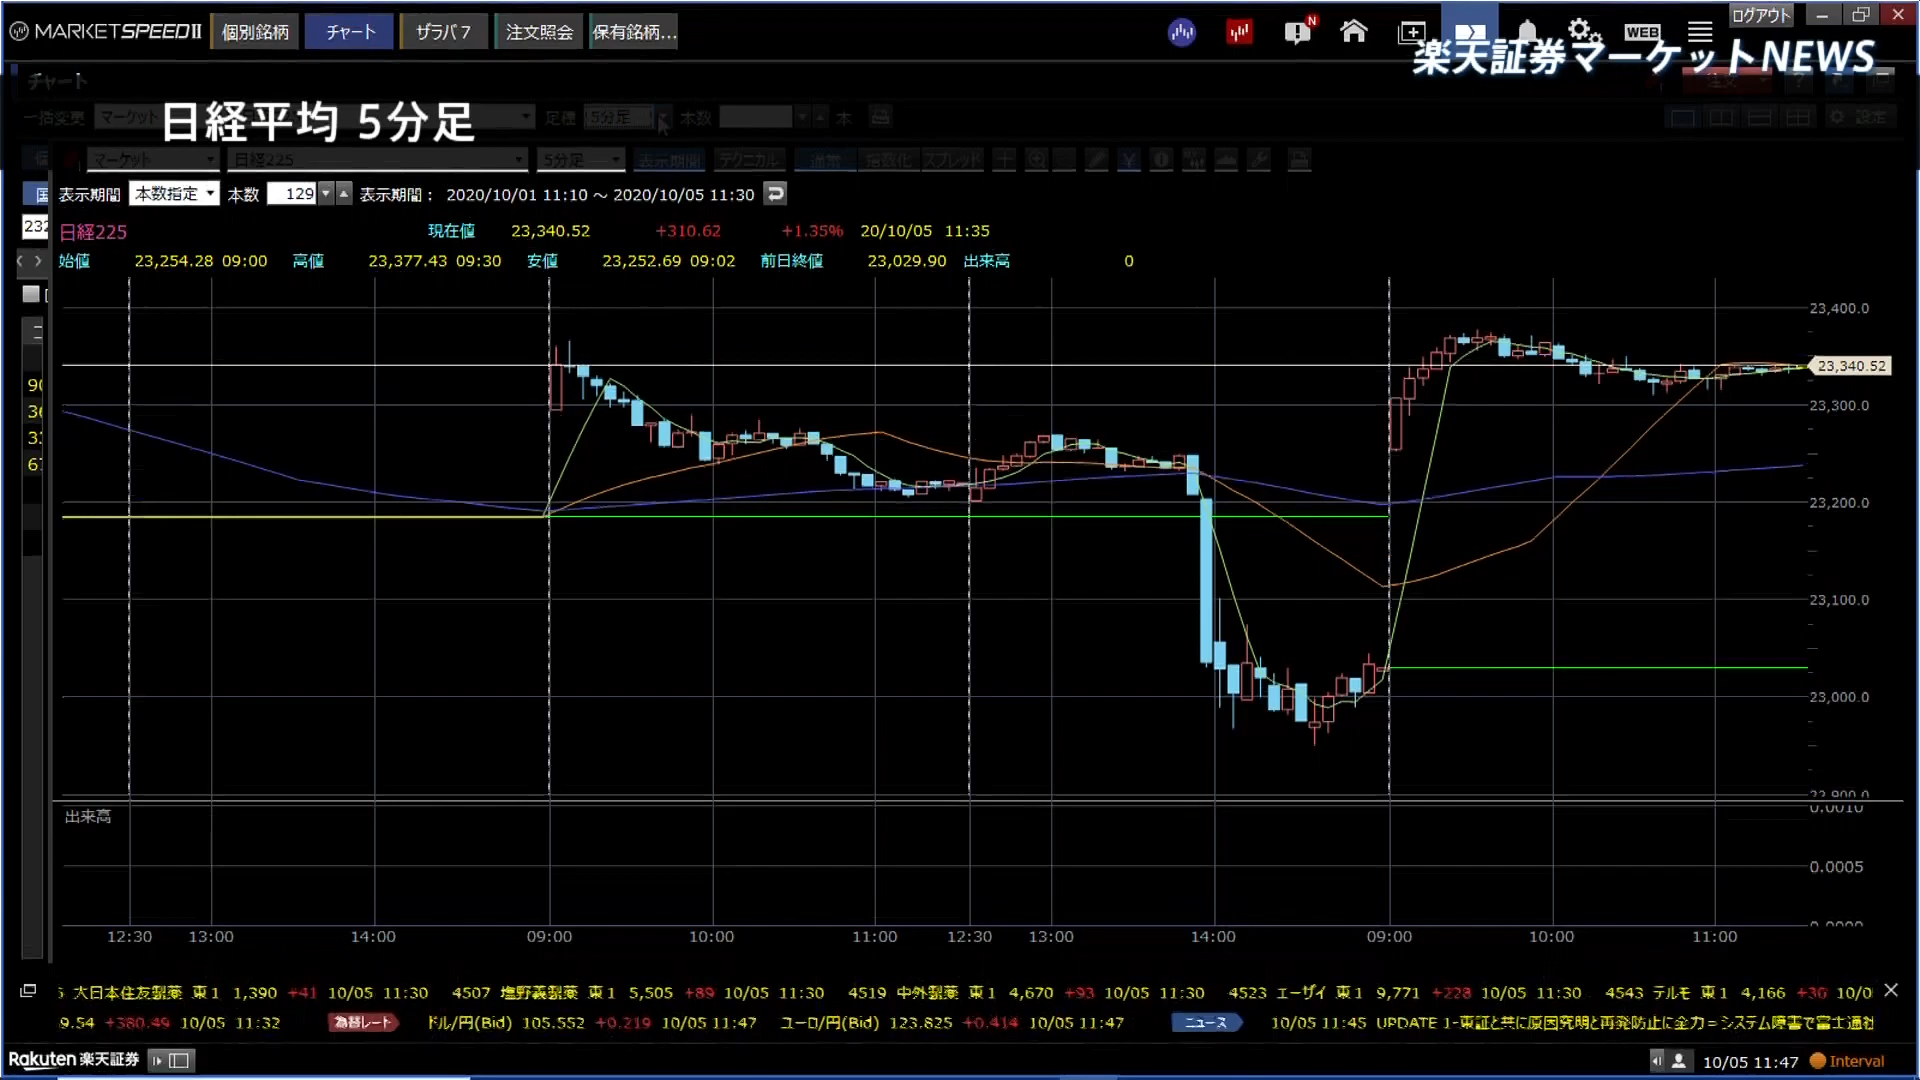 MARKETSPEEDII 個別銘柄 チャート ザラバ7 注文照会 保有銘柄... N WEB ログアウト
楽天証券マーケットNEWS
チャート 注文 ?
日経平均 5分足
一括変更 マーケット 足種 5分足 本数 本 設定
マーケット 日経225 5分足 表示期間 テクニカル 通常 指数化 スプレッド ¥
表示期間 本数指定 本数 129 表示期間: 2020/10/01 11:10 ～ 2020/10/05 11:30
日経225 現在値 23,340.52 +310.62 +1.35% 20/10/05 11:35
始値 23,254.28 09:00 高値 23,377.43 09:30 安値 23,252.69 09:02 前日終値 23,029.90 出来高 0
23,400.0
23,340.52
23,300.0
23,200.0
23,100.0
23,000.0
22,900.0
出来高
0.0010
0.0005
0.0000
12:30 13:00 14:00 09:00 10:00 11:00 12:30 13:00 14:00 09:00 10:00 11:00
大日本住友製薬 東1 1,390 +41 10/05 11:30 4507 塩野義製薬 東1 5,505 +89 10/05 11:30 4519 中外製薬 東1 4,670 +93 10/05 11:30 4523 エーザイ 東1 9,771 +223 10/05 11:30 4543 テルモ 東1 4,166 +30
9.54 +380.49 10/05 11:32 為替レート ドル/円(Bid) 105.552 +0.219 10/05 11:47 ユーロ/円(Bid) 123.825 +0.414 10/05 11:47 ニュース 10/05 11:45 UPDATE 1-東証と共に原因究明と再発防止に全力=システム障害で富士通社
Rakuten 楽天証券 10/05 11:47 Interval